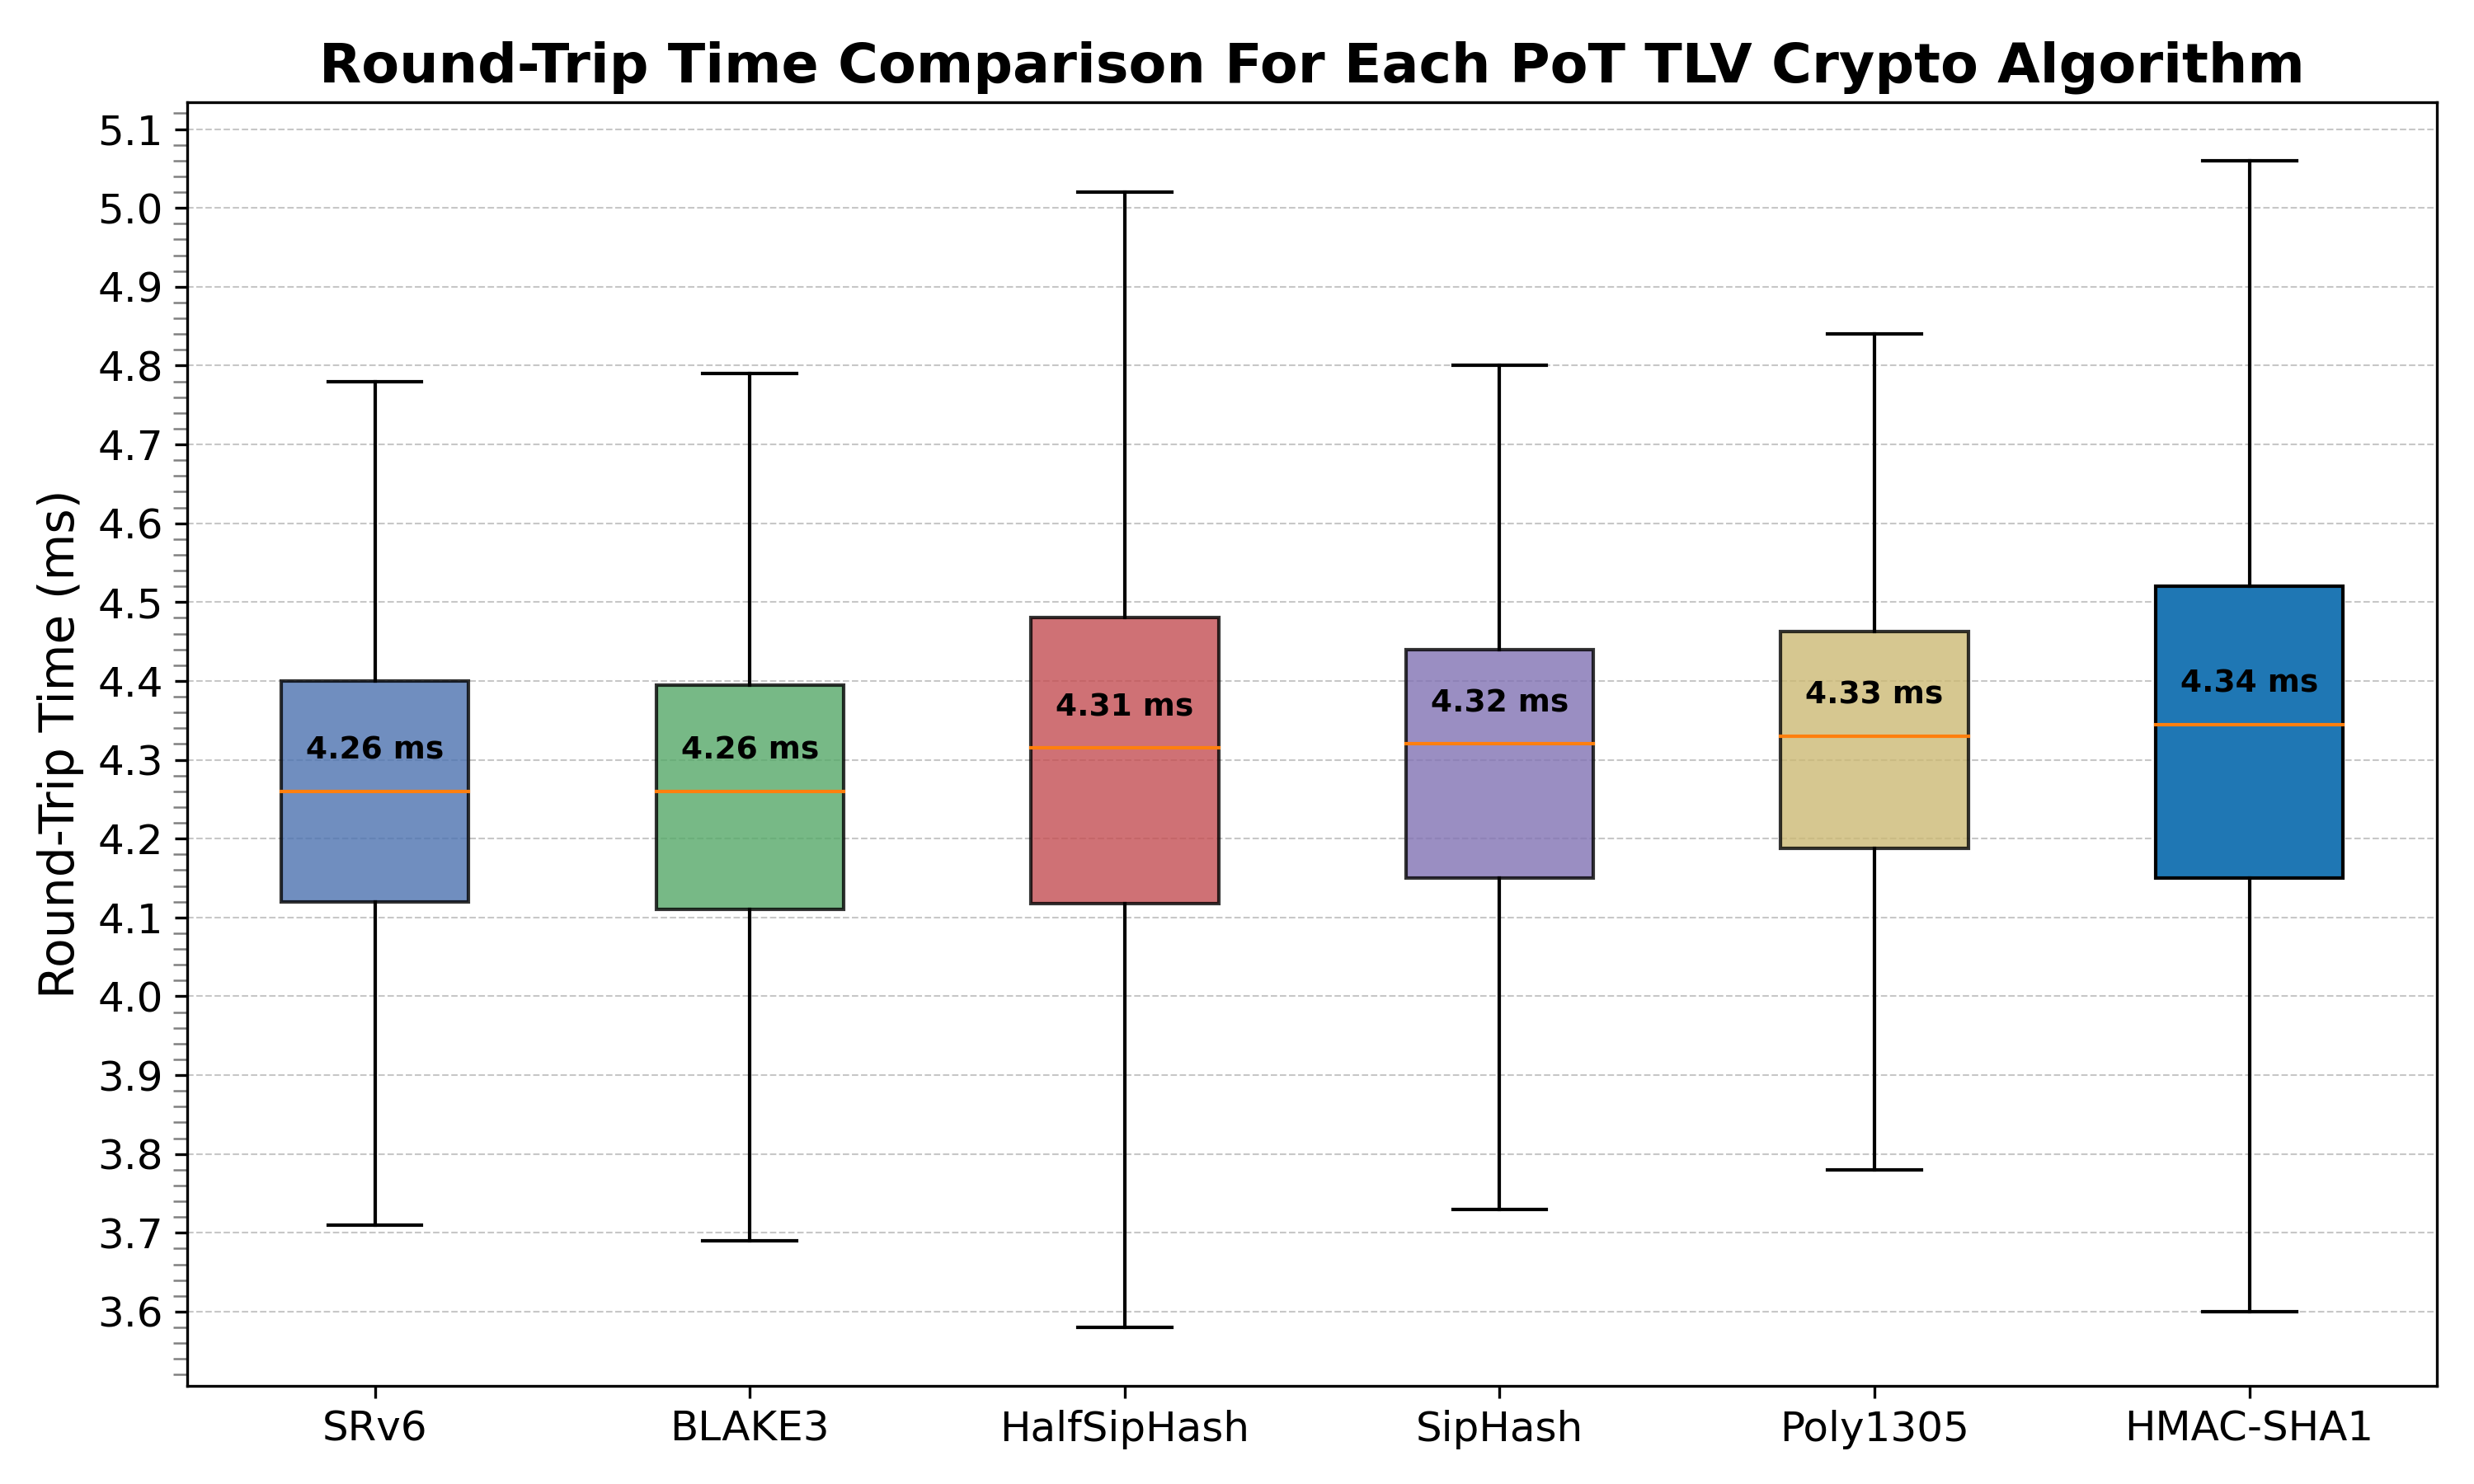 Round-Trip Time Comparison For Each PoT TLV Crypto Algorithm
Round-Trip Time (ms)
5.1
5.0
4.9
4.8
4.7
4.6
4.5
4.4
4.3
4.2
4.1
4.0
3.9
3.8
3.7
3.6
4.26 ms
4.26 ms
4.31 ms
4.32 ms
4.33 ms
4.34 ms
SRv6
BLAKE3
HalfSipHash
SipHash
Poly1305
HMAC-SHA1